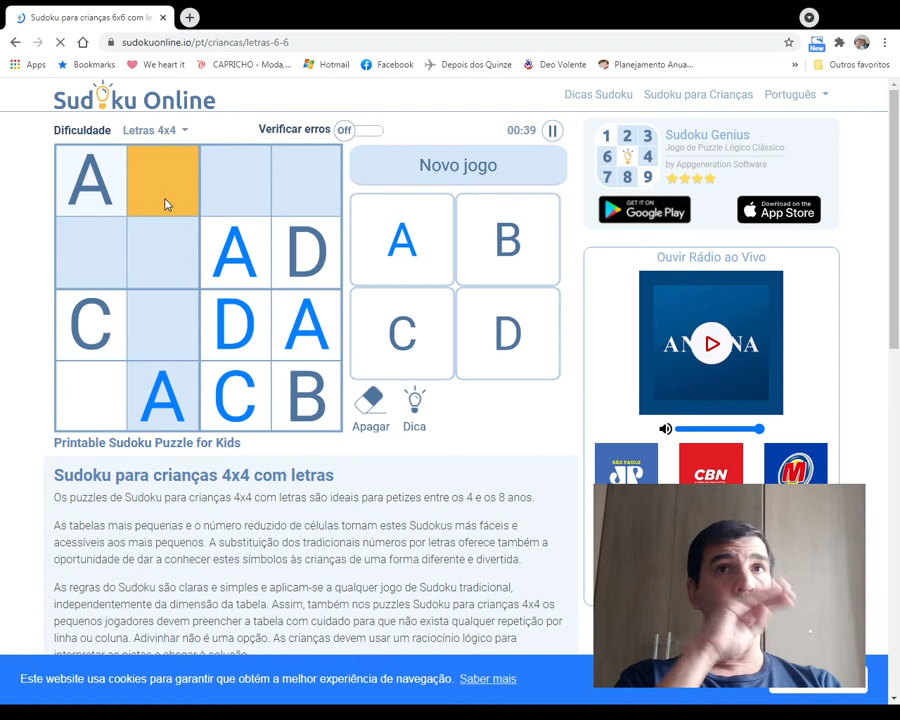 Sudoku para crianças 6x6 com le
sudokuonline.io/pt/criancas/letras-6-6
New
Apps
Bookmarks
We heart it
CAPRICHO - Moda,...
Hotmail
Facebook
Depois dos Quinze
Deo Volente
Planejamento Anua...
»
Outros favoritos
Sudoku Online
Dicas Sudoku
Sudoku para Crianças
Português
Dificuldade
Letras 4x4
Verificar erros
Off
00:39
A
A D
C D A
A C B
Novo jogo
A B
C D
Apagar
Dica
1 2 3
6 4
7 8 9
Sudoku Genius
Jogo de Puzzle Lógico Clássico
by Appgeneration Software
GET IT ON
Google Play
Download on the
App Store
Ouvir Rádio ao Vivo
SÃO PAULO
CBN
M
Printable Sudoku Puzzle for Kids
Sudoku para crianças 4x4 com letras
Os puzzles de Sudoku para crianças 4x4 com letras são ideais para petizes entre os 4 e os 8 anos.
As tabelas mais pequenas e o número reduzido de células tornam estes Sudokus más fáceis e
acessíveis aos mais pequenos. A substituição dos tradicionais números por letras oferece também a
oportunidade de dar a conhecer estes símbolos às crianças de uma forma diferente e divertida.
As regras do Sudoku são claras e simples e aplicam-se a qualquer jogo de Sudoku tradicional,
independentemente da dimensão da tabela. Assim, também nos puzzles Sudoku para crianças 4x4 os
pequenos jogadores devem preencher a tabela com cuidado para que não exista qualquer repetição por
linha ou coluna. Adivinhar não é uma opção. As crianças devem usar um raciocínio lógico para
interpretar as pistas e chegar à solução.
Este website usa cookies para garantir que obtém a melhor experiência de navegação. Saber mais